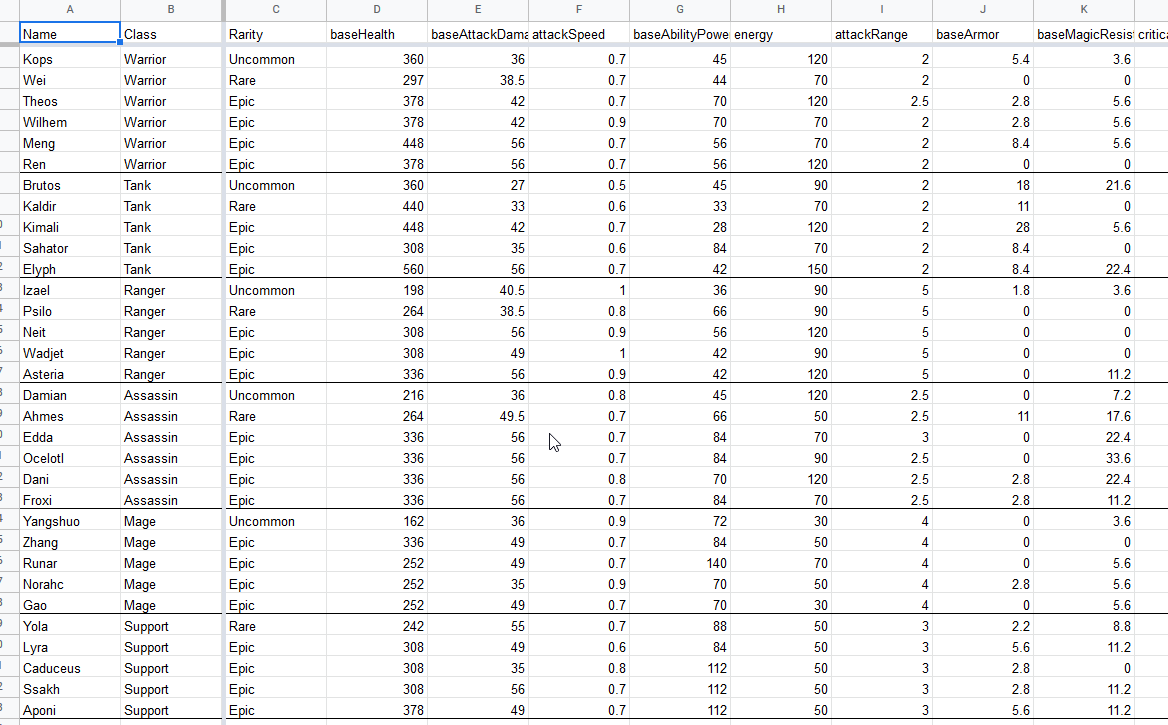 A B C D E F G H I J K
Name Class Rarity baseHealth baseAttackDama attackSpeed baseAbilityPowe energy attackRange baseArmor baseMagicResis critica
Kops Warrior Uncommon 360 36 0.7 45 120 2 5.4 3.6
Wei Warrior Rare 297 38.5 0.7 44 70 2 0 0
Theos Warrior Epic 378 42 0.7 70 120 2.5 2.8 5.6
Wilhem Warrior Epic 378 42 0.9 70 70 2 2.8 5.6
Meng Warrior Epic 448 56 0.7 56 70 2 8.4 5.6
Ren Warrior Epic 378 56 0.7 56 120 2 0 0
Brutos Tank Uncommon 360 27 0.5 45 90 2 18 21.6
Kaldir Tank Rare 440 33 0.6 33 70 2 11 0
Kimali Tank Epic 448 42 0.7 28 120 2 28 5.6
Sahator Tank Epic 308 35 0.6 84 70 2 8.4 0
Elyph Tank Epic 560 56 0.7 42 150 2 8.4 22.4
Izael Ranger Uncommon 198 40.5 1 36 90 5 1.8 3.6
Psilo Ranger Rare 264 38.5 0.8 66 90 5 0 0
Neit Ranger Epic 308 56 0.9 56 120 5 0 0
Wadjet Ranger Epic 308 49 1 42 90 5 0 0
Asteria Ranger Epic 336 56 0.9 42 120 5 0 11.2
Damian Assassin Uncommon 216 36 0.8 45 120 2.5 0 7.2
Ahmes Assassin Rare 264 49.5 0.7 66 50 2.5 11 17.6
Edda Assassin Epic 336 56 0.7 84 70 3 0 22.4
Ocelotl Assassin Epic 336 56 0.7 84 90 2.5 0 33.6
Dani Assassin Epic 336 56 0.8 70 120 2.5 2.8 22.4
Froxi Assassin Epic 336 56 0.7 84 70 2.5 2.8 11.2
Yangshuo Mage Uncommon 162 36 0.9 72 30 4 0 3.6
Zhang Mage Epic 336 49 0.7 84 50 4 0 0
Runar Mage Epic 252 49 0.7 140 70 4 0 5.6
Norahc Mage Epic 252 35 0.9 70 50 4 2.8 5.6
Gao Mage Epic 252 49 0.7 70 30 4 0 5.6
Yola Support Rare 242 55 0.7 88 50 3 2.2 8.8
Lyra Support Epic 308 49 0.6 84 50 3 5.6 11.2
Caduceus Support Epic 308 35 0.8 112 50 3 2.8 0
Ssakh Support Epic 308 56 0.7 112 50 3 2.8 11.2
Aponi Support Epic 378 49 0.7 112 50 3 5.6 11.2